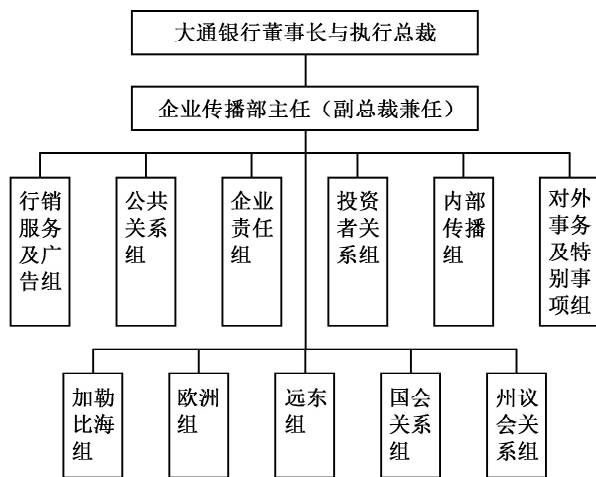 大通银行董事长与执行总裁
企业传播部主任（副总裁兼任）
行销
服务
及广
告组
公共
关系
组
企业
责任
组
投资
者关
系组
内部
传播
组
对外
事务
及特
别事
项组
加勒
比海
组
欧洲
组
远东
组
国会
关系
组
州议
会关
系组